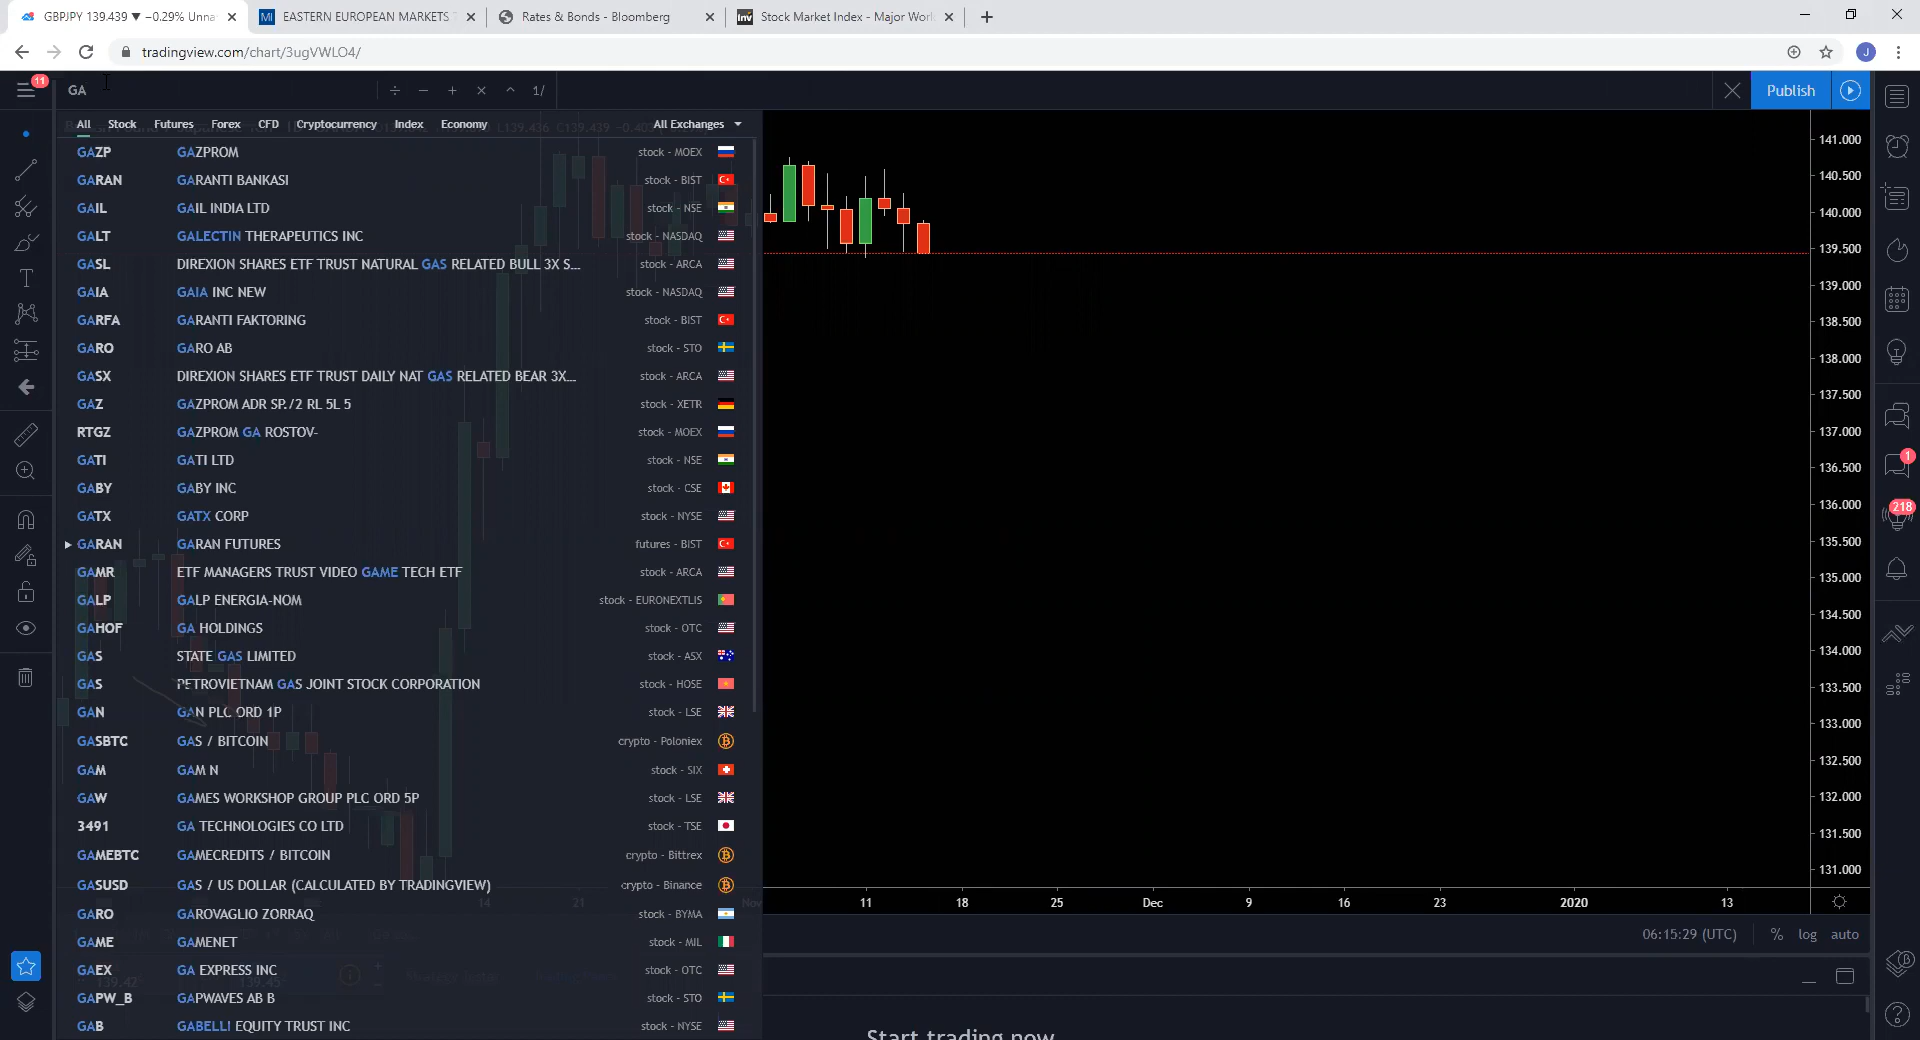 GBPJPY 139.439 ▼ −0.29% Unna
EASTERN EUROPEAN MARKETS
Rates & Bonds - Bloomberg
Stock Market Index - Major Worl
tradingview.com/chart/3ugVWLO4/
J
11
GA
÷ − + × ^ 1/
Publish
All Stock Futures Forex CFD Cryptocurrency Index Economy All Exchanges
GAZP GAZPROM stock - MOEX
GARAN GARANTI BANKASI stock - BIST
GAIL GAIL INDIA LTD stock - NSE
GALT GALECTIN THERAPEUTICS INC stock - NASDAQ
GASL DIREXION SHARES ETF TRUST NATURAL GAS RELATED BULL 3X S... stock - ARCA
GAIA GAIA INC NEW stock - NASDAQ
GARFA GARANTI FAKTORING stock - BIST
GARO GARO AB stock - STO
GASX DIREXION SHARES ETF TRUST DAILY NAT GAS RELATED BEAR 3X... stock - ARCA
GAZ GAZPROM ADR SP./2 RL 5L 5 stock - XETR
RTGZ GAZPROM GA ROSTOV- stock - MOEX
GATI GATI LTD stock - NSE
GABY GABY INC stock - CSE
GATX GATX CORP stock - NYSE
GARAN GARAN FUTURES futures - BIST
GAMR ETF MANAGERS TRUST VIDEO GAME TECH ETF stock - ARCA
GALP GALP ENERGIA-NOM stock - EURONEXTLIS
GAHOF GA HOLDINGS stock - OTC
GAS STATE GAS LIMITED stock - ASX
GAS PETROVIETNAM GAS JOINT STOCK CORPORATION stock - HOSE
GAN GAN PLC ORD 1P stock - LSE
GASBTC GAS / BITCOIN crypto - Poloniex
GAM GAM N stock - SIX
GAW GAMES WORKSHOP GROUP PLC ORD 5P stock - LSE
3491 GA TECHNOLOGIES CO LTD stock - TSE
GAMEBTC GAMECREDITS / BITCOIN crypto - Bittrex
GASUSD GAS / US DOLLAR (CALCULATED BY TRADINGVIEW) crypto - Binance
GARO GAROVAGLIO ZORRAQ stock - BYMA
GAME GAMENET stock - MIL
GAEX GA EXPRESS INC stock - OTC
GAPW_B GAPWAVES AB B stock - STO
GAB GABELLI EQUITY TRUST INC stock - NYSE
141.000
140.500
140.000
139.500
139.000
138.500
138.000
137.500
137.000
136.500
136.000
135.500
135.000
134.500
134.000
133.500
133.000
132.500
132.000
131.500
131.000
14 21 Nov 11 18 25 Dec 9 16 23 2020 13
06:15:29 (UTC) % log auto
Start trading now
1
218